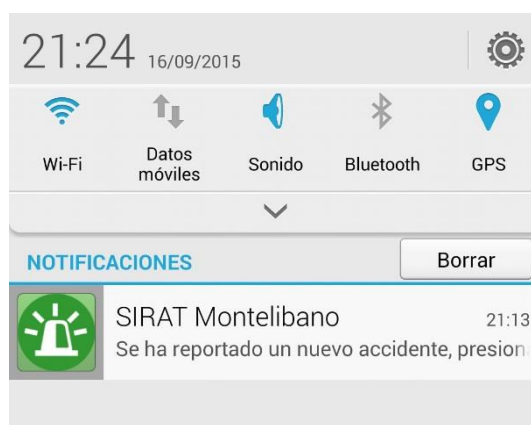 21:24 16/09/2015
Wi-Fi
Datos
móviles
Sonido
Bluetooth
GPS
NOTIFICACIONES
Borrar
SIRAT Montelibano
21:13
Se ha reportado un nuevo accidente, presion